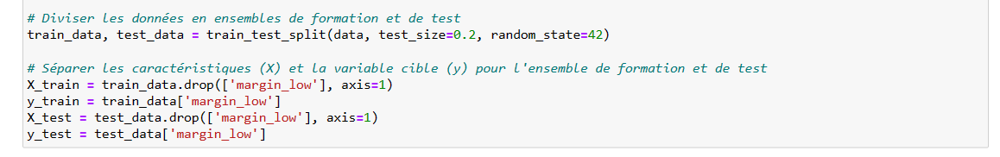 # Diviser les données en ensembles de formation et de test
train_data, test_data = train_test_split(data, test_size=0.2, random_state=42)
# Séparer les caractéristiques (X) et la variable cible (y) pour l'ensemble de formation et de test
X_train = train_data.drop(['margin_low'], axis=1)
y_train = train_data['margin_low']
X_test = test_data.drop(['margin_low'], axis=1)
y_test = test_data['margin_low']